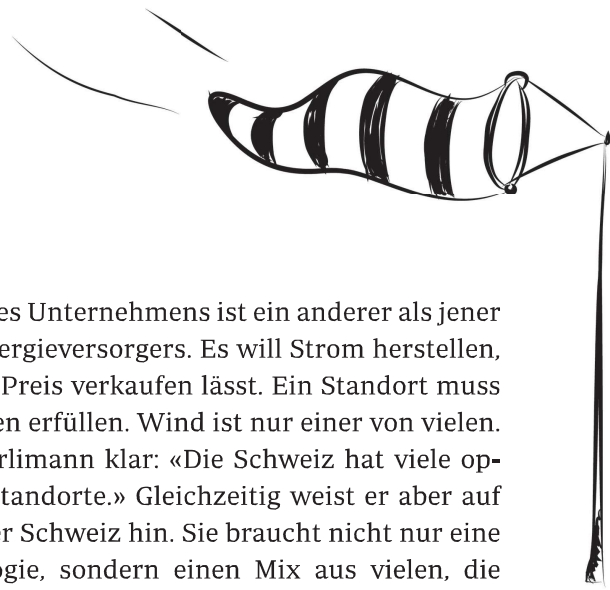 es Unternehmens ist ein anderer als jener
ergieversorgers. Es will Strom herstellen,
Preis verkaufen lässt. Ein Standort muss
en erfüllen. Wind ist nur einer von vielen.
rlimann klar: «Die Schweiz hat viele op-
tandorte.» Gleichzeitig weist er aber auf
er Schweiz hin. Sie braucht nicht nur eine
ogie, sondern einen Mix aus vielen, die